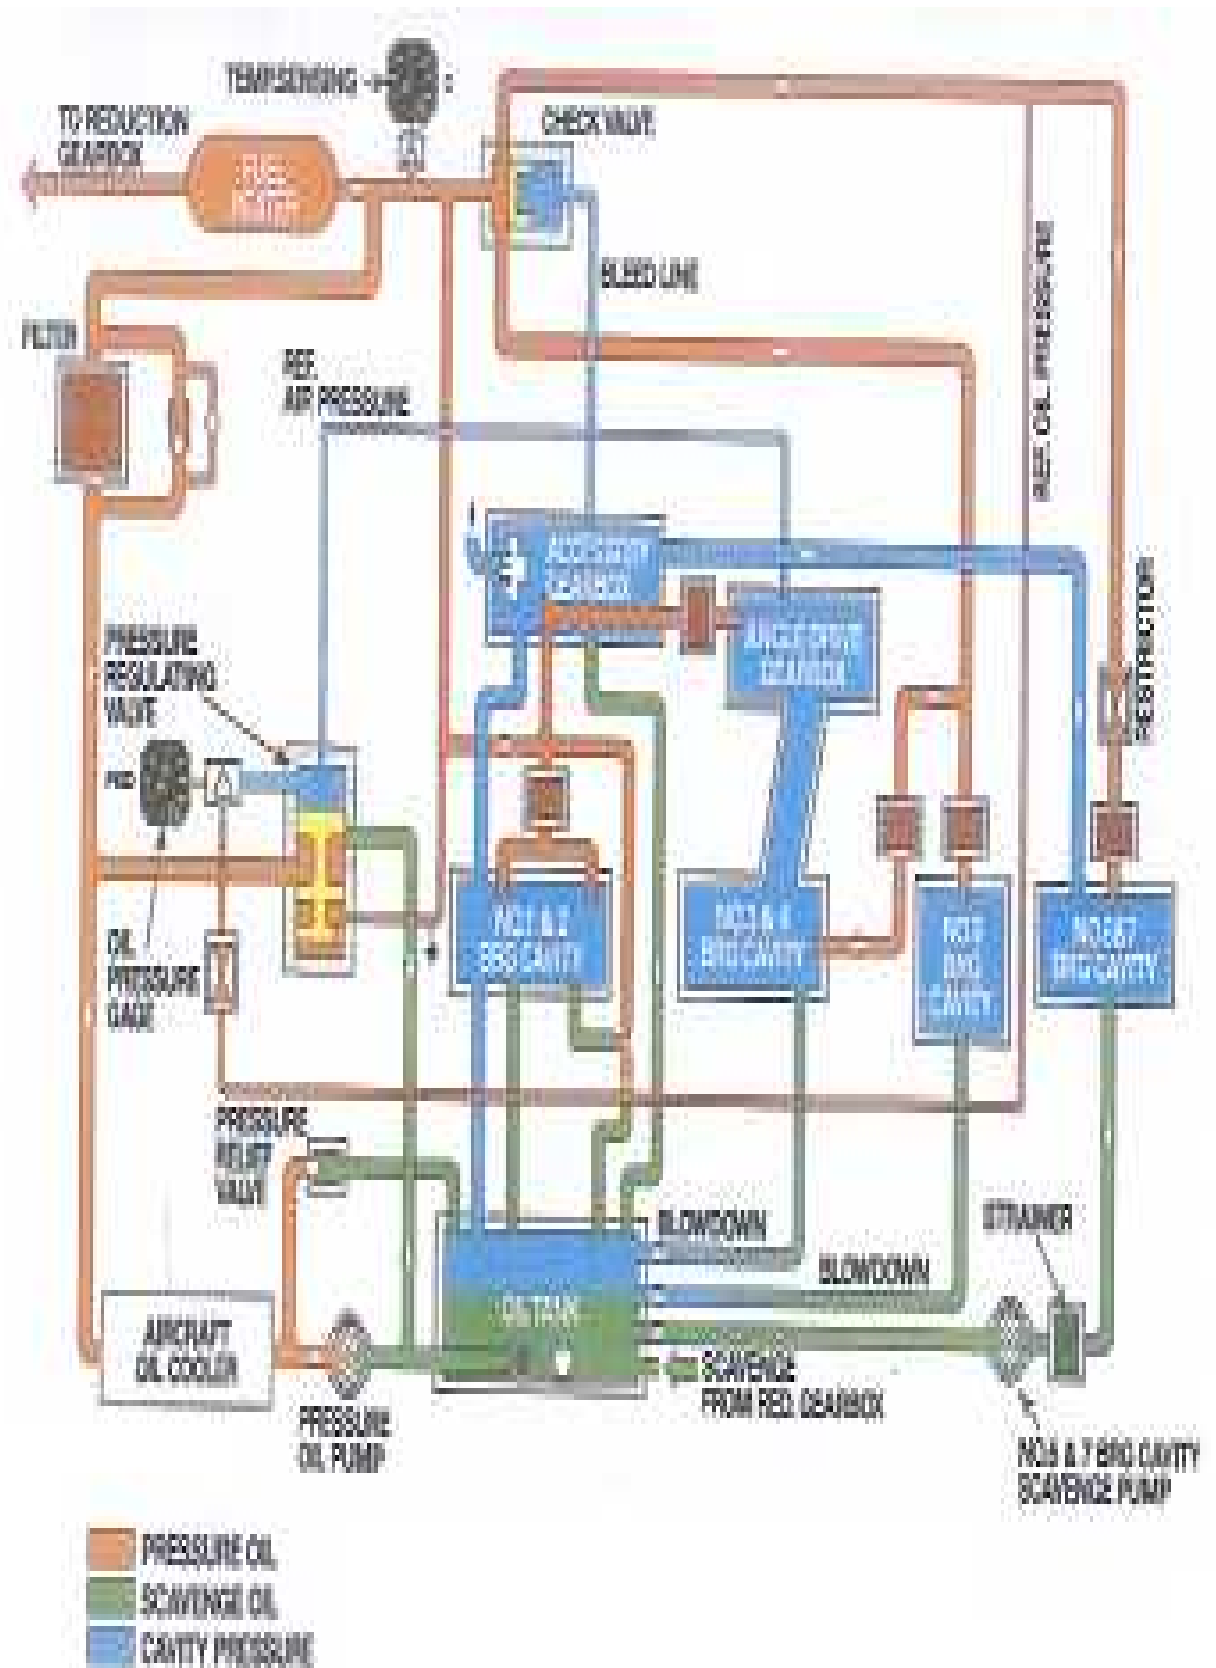 TEMP.SENSING
TO REDUCTION
GEARBOX
CHECK VALVE
FUEL
HEATER
BLEED LINE
FILTER
REF.
AIR PRESSURE
REF. OIL PRESSURE
ACCESSORY
GEARBOX
ANGLE DRIVE
GEARBOX
RESTRICTOR
PRESSURE
REGULATING
VALVE
OIL
PRESSURE
GAGE
NO.1 & 2
BRG CAVITY
NO.3 & 4
BRG CAVITY
BRG
CAVITY
NO.6&7
BRG CAVITY
PRESSURE
RELIEF
VALVE
BLOWDOWN
BLOWDOWN
STRAINER
OIL TANK
AIRCRAFT
OIL COOLER
SCAVENGE
FROM RED. GEARBOX
PRESSURE
OIL PUMP
NO.6 & 7 BRG CAVITY
SCAVENGE PUMP
PRESSURE OIL
SCAVENGE OIL
CAVITY PRESSURE